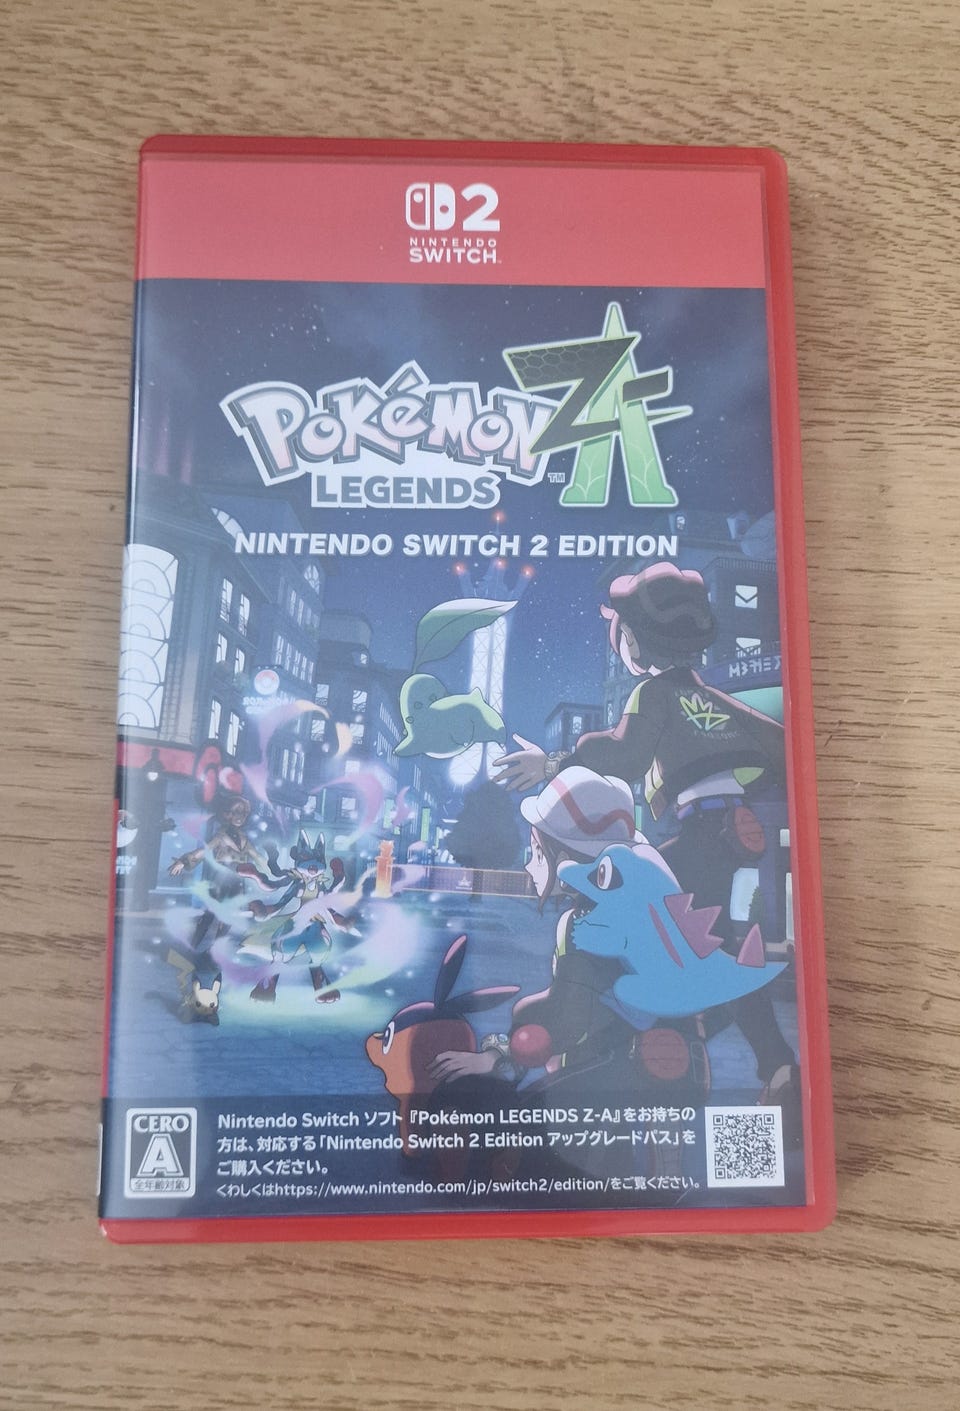 2
NINTENDO
SWITCH™
POKéMON ZA™
LEGENDS
NINTENDO SWITCH 2 EDITION
CERO
A
全年齢対象
Nintendo Switch ソフト『Pokémon LEGENDS Z-A』をお持ちの
方は、対応する「Nintendo Switch 2 Edition アップグレードパス」を
ご購入ください。
くわしくはhttps://www.nintendo.com/jp/switch2/edition/をご覧ください。